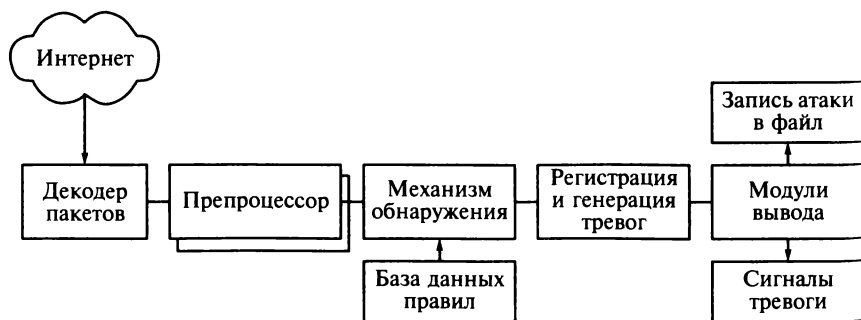 Интернет
Декодер
пакетов
Препроцессор
Механизм
обнаружения
База данных
правил
Регистрация
и генерация
тревог
Запись атаки
в файл
Модули
вывода
Сигналы
тревоги